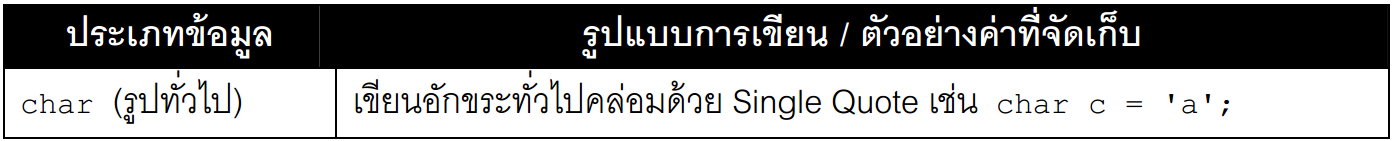 ประเภทข้อมูล รูปแบบการเขียน / ตัวอย่างค่าที่จัดเก็บ
char (รูปทั่วไป) เขียนอักขระทั่วไปคล่อมด้วย Single Quote เช่น char c = 'a';